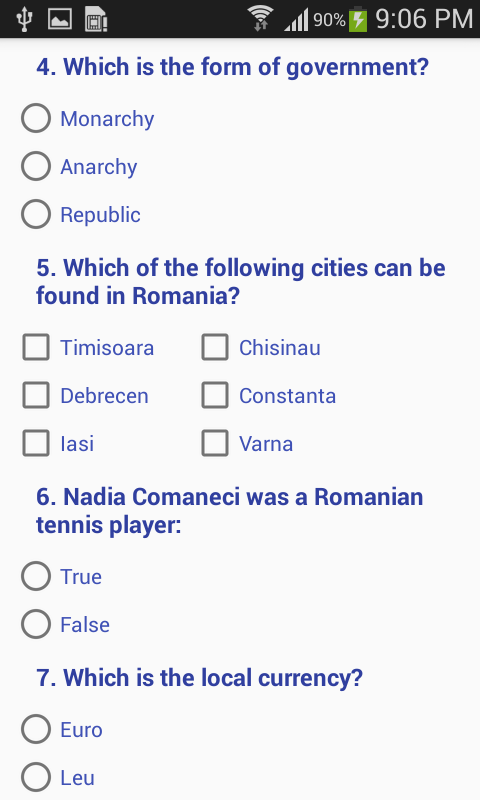 90% 9:06 PM
4. Which is the form of government?
Monarchy
Anarchy
Republic
5. Which of the following cities can be
found in Romania?
Timisoara Chisinau
Debrecen Constanta
Iasi Varna
6. Nadia Comaneci was a Romanian
tennis player:
True
False
7. Which is the local currency?
Euro
Leu